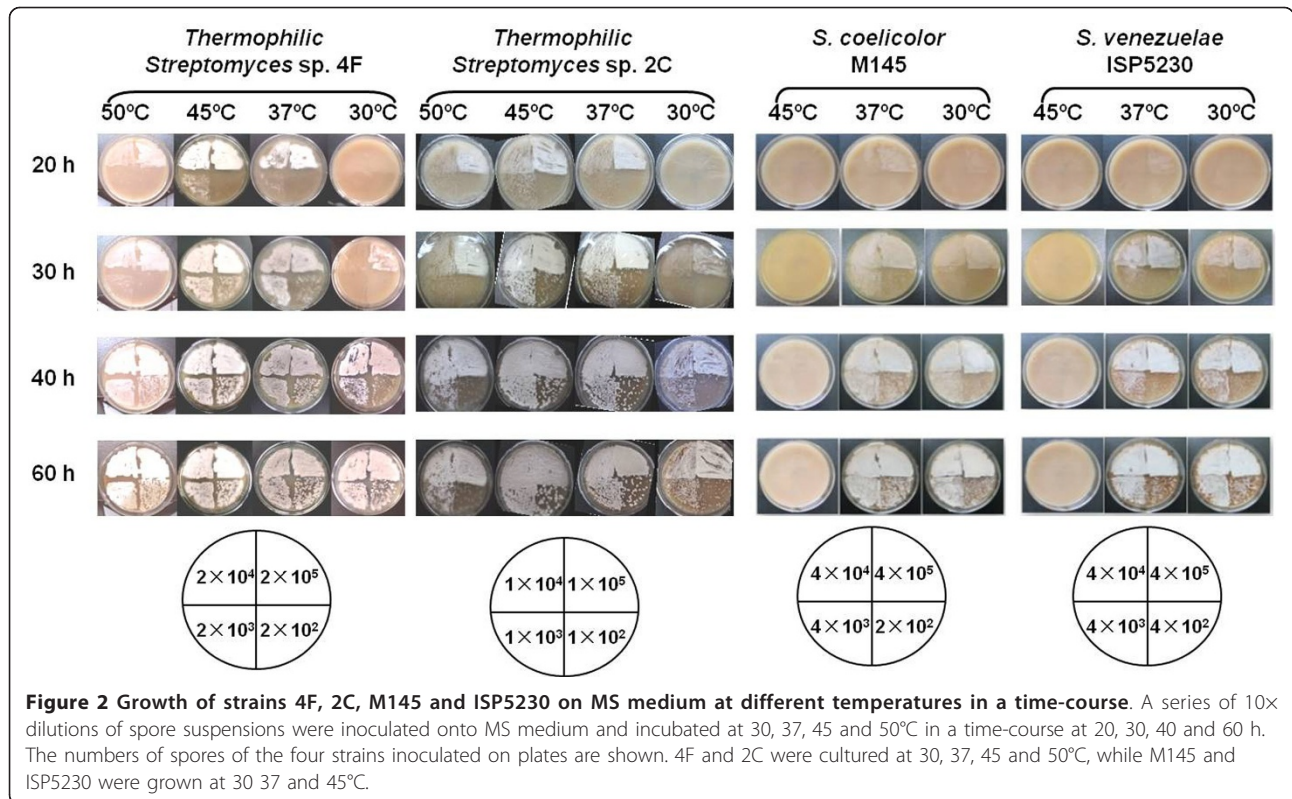 Thermophilic
Streptomyces sp. 4F
Thermophilic
Streptomyces sp. 2C
S. coelicolor
M145
S. venezuelae
ISP5230
50°C 45°C 37°C 30°C
50°C 45°C 37°C 30°C
45°C 37°C 30°C
45°C 37°C 30°C
20 h
30 h
40 h
60 h
2×10⁴ 2×10⁵
2×10³ 2×10²
1×10⁴ 1×10⁵
1×10³ 1×10²
4×10⁴ 4×10⁵
4×10³ 2×10²
4×10⁴ 4×10⁵
4×10³ 4×10²
Figure 2 Growth of strains 4F, 2C, M145 and ISP5230 on MS medium at different temperatures in a time-course. A series of 10×
dilutions of spore suspensions were inoculated onto MS medium and incubated at 30, 37, 45 and 50°C in a time-course at 20, 30, 40 and 60 h.
The numbers of spores of the four strains inoculated on plates are shown. 4F and 2C were cultured at 30, 37, 45 and 50°C, while M145 and
ISP5230 were grown at 30 37 and 45°C.